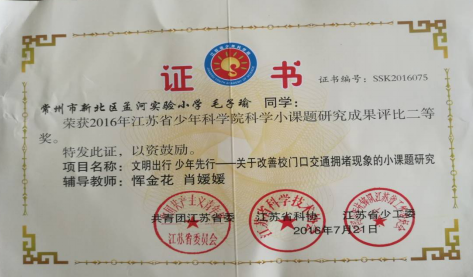 证书
证书编号：SSK2016075
常州市新北区孟河实验小学 毛子瑜 同学：
荣获2016年江苏省少年科学院科学小课题研究成果评比二等
奖。
特发此证，以资鼓励。
项目名称：文明出行 少年先行——关于改善校门口交通拥堵现象的小课题研究
辅导教师：恽金花 肖媛媛
共青团江苏省委 江苏省科协 江苏省少工委
江苏省委员会
2016年7月21日